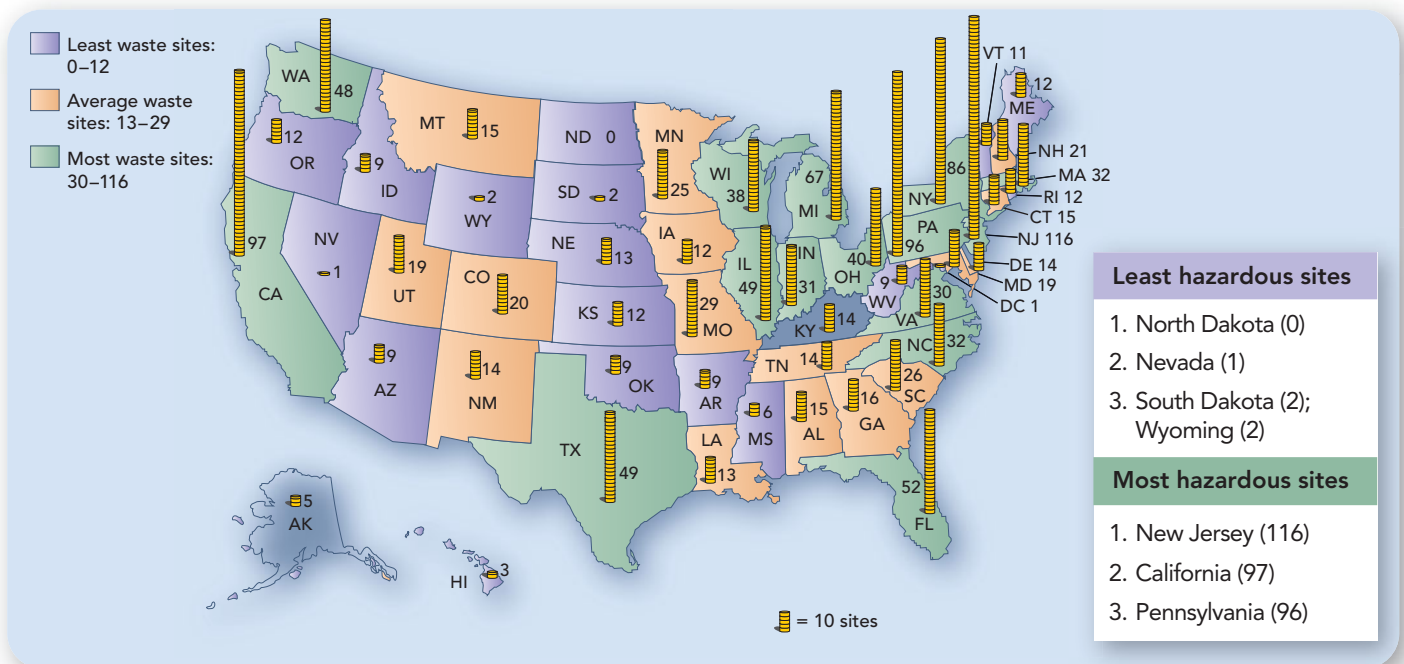 Least waste sites:
0–12
Average waste
sites: 13–29
Most waste sites:
30–116
WA
48
12
OR
9
ID
MT
15
ND 0
SD 2
2
WY
NE
13
KS
12
9
OK
97
CA
NV
1
19
UT
CO
20
9
AZ
14
NM
TX
49
MN
25
IA
12
29
MO
9
AR
LA
13
6
MS
15
AL
16
GA
26
SC
NC
32
30
VA
9
WV
KY
14
TN
14
52
FL
WI
38
67
MI
IL
49
IN
31
40
OH
PA
96
NY
86
VT 11
12
ME
NH 21
MA 32
RI 12
CT 15
NJ 116
DE 14
MD 19
DC 1
5
AK
HI
3
= 10 sites
Least hazardous sites
1. North Dakota (0)
2. Nevada (1)
3. South Dakota (2);
Wyoming (2)
Most hazardous sites
1. New Jersey (116)
2. California (97)
3. Pennsylvania (96)